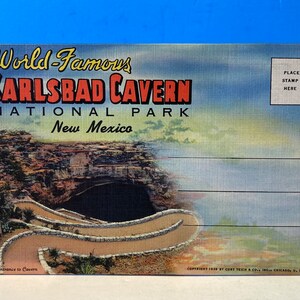 World-Famous
CARLSBAD CAVERN
NATIONAL PARK
New Mexico
PLACE
STAMP
HERE